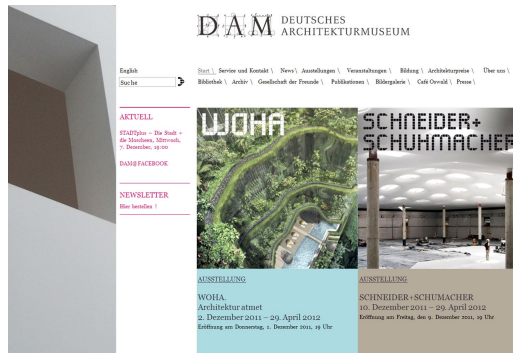 DAM DEUTSCHES
ARCHITEKTURMUSEUM
English
Suche
Start \ Service und Kontakt \ News \ Ausstellungen \ Veranstaltungen \ Bildung \ Architekturpreise \ Über uns \
Bibliothek \ Archiv \ Gesellschaft der Freunde \ Publikationen \ Bildergalerie \ Café Oswald \ Presse \
AKTUELL
STADTplus – Die Stadt +
die Moscheen, Mittwoch,
7. Dezember, 19:00
DAM@FACEBOOK
NEWSLETTER
Hier bestellen !
WOHA
SCHNEIDER+
SCHUHMACHER
AUSSTELLUNG
WOHA.
Architektur atmet
2. Dezember 2011 – 29. April 2012
Eröffnung am Donnerstag, 1. Dezember 2011, 19 Uhr
AUSSTELLUNG
SCHNEIDER+SCHUMACHER
10. Dezember 2011 – 29. April 2012
Eröffnung am Freitag, den 9. Dezember 2011, 19 Uhr